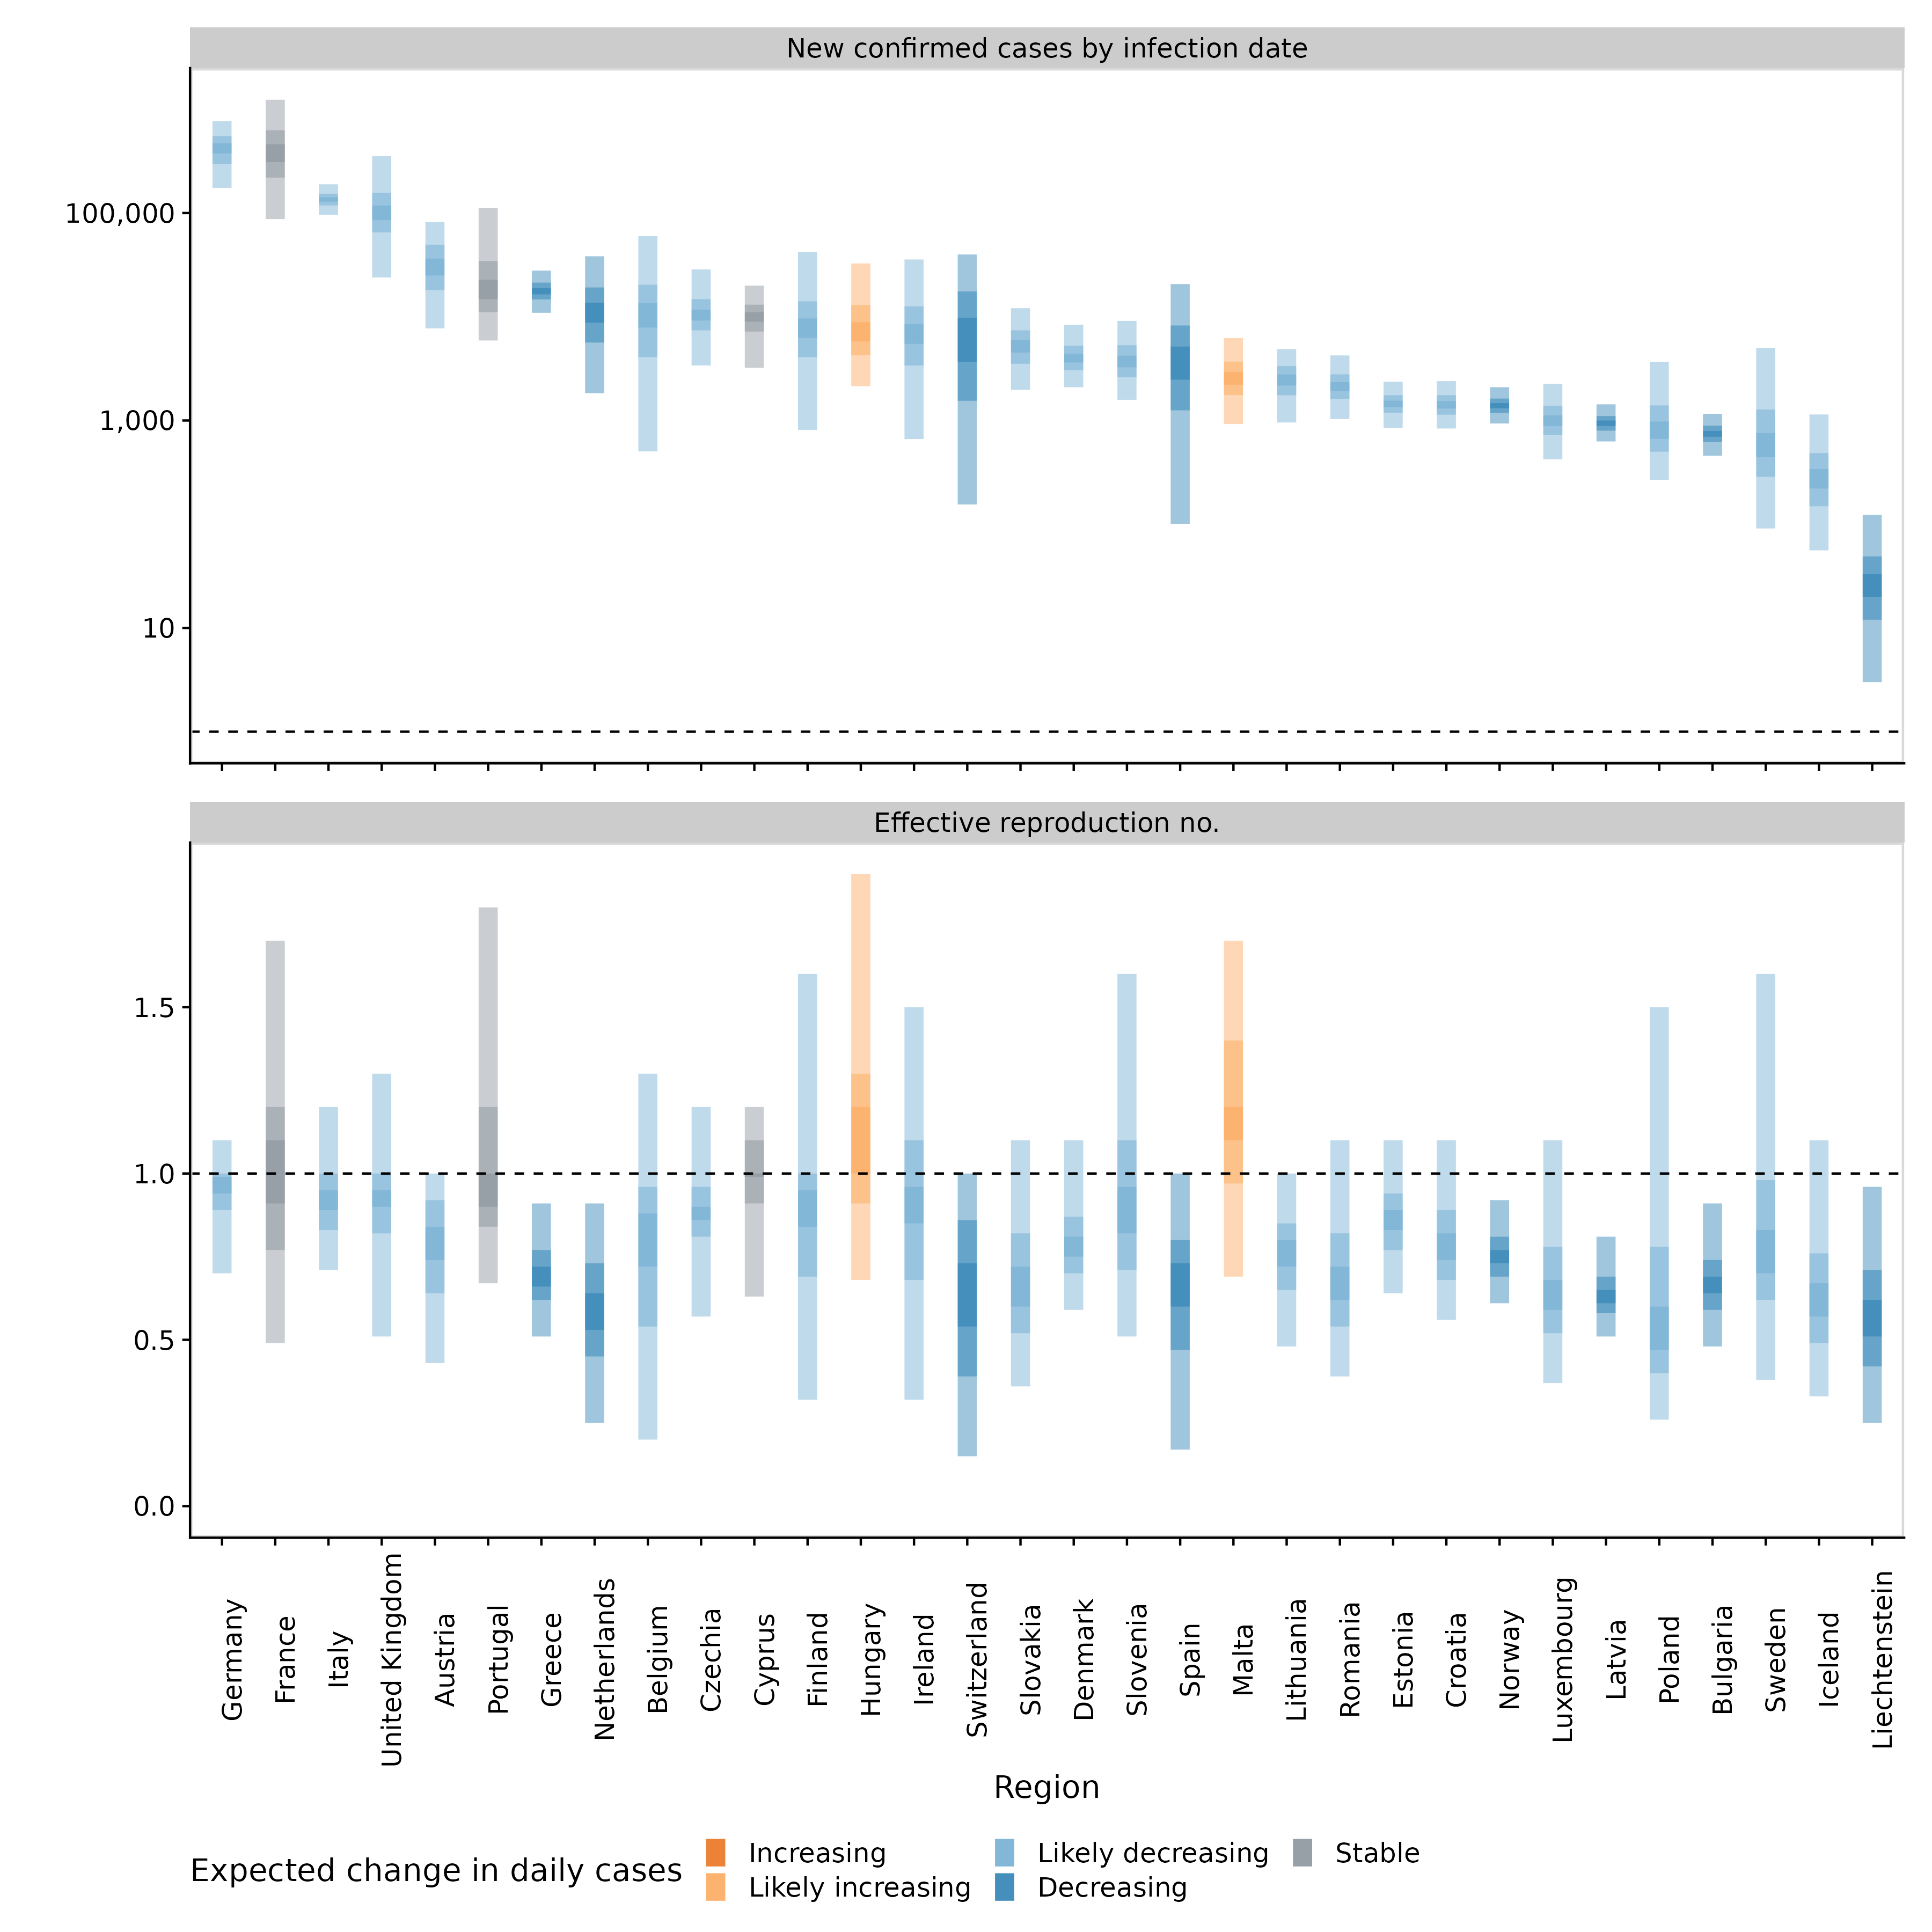 New confirmed cases by infection date
100,000
1,000
10
Effective reproduction no.
1.5
1.0
0.5
0.0
Germany
France
Italy
United Kingdom
Austria
Portugal
Greece
Netherlands
Belgium
Czechia
Cyprus
Finland
Hungary
Ireland
Switzerland
Slovakia
Denmark
Slovenia
Spain
Malta
Lithuania
Romania
Estonia
Croatia
Norway
Luxembourg
Latvia
Poland
Bulgaria
Sweden
Iceland
Liechtenstein
Region
Expected change in daily cases
Increasing
Likely increasing
Likely decreasing
Decreasing
Stable